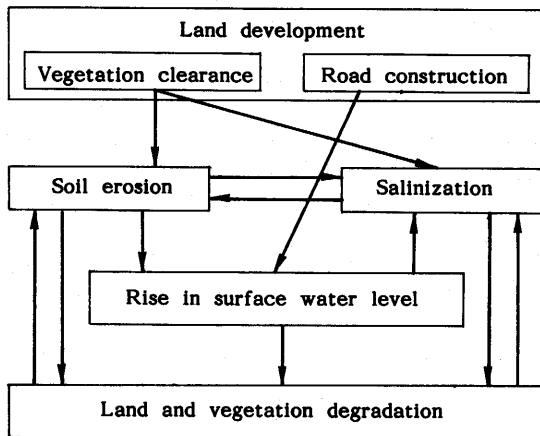 Land development
Vegetation clearance
Road construction
Soil erosion
Salinization
Rise in surface water level
Land and vegetation degradation